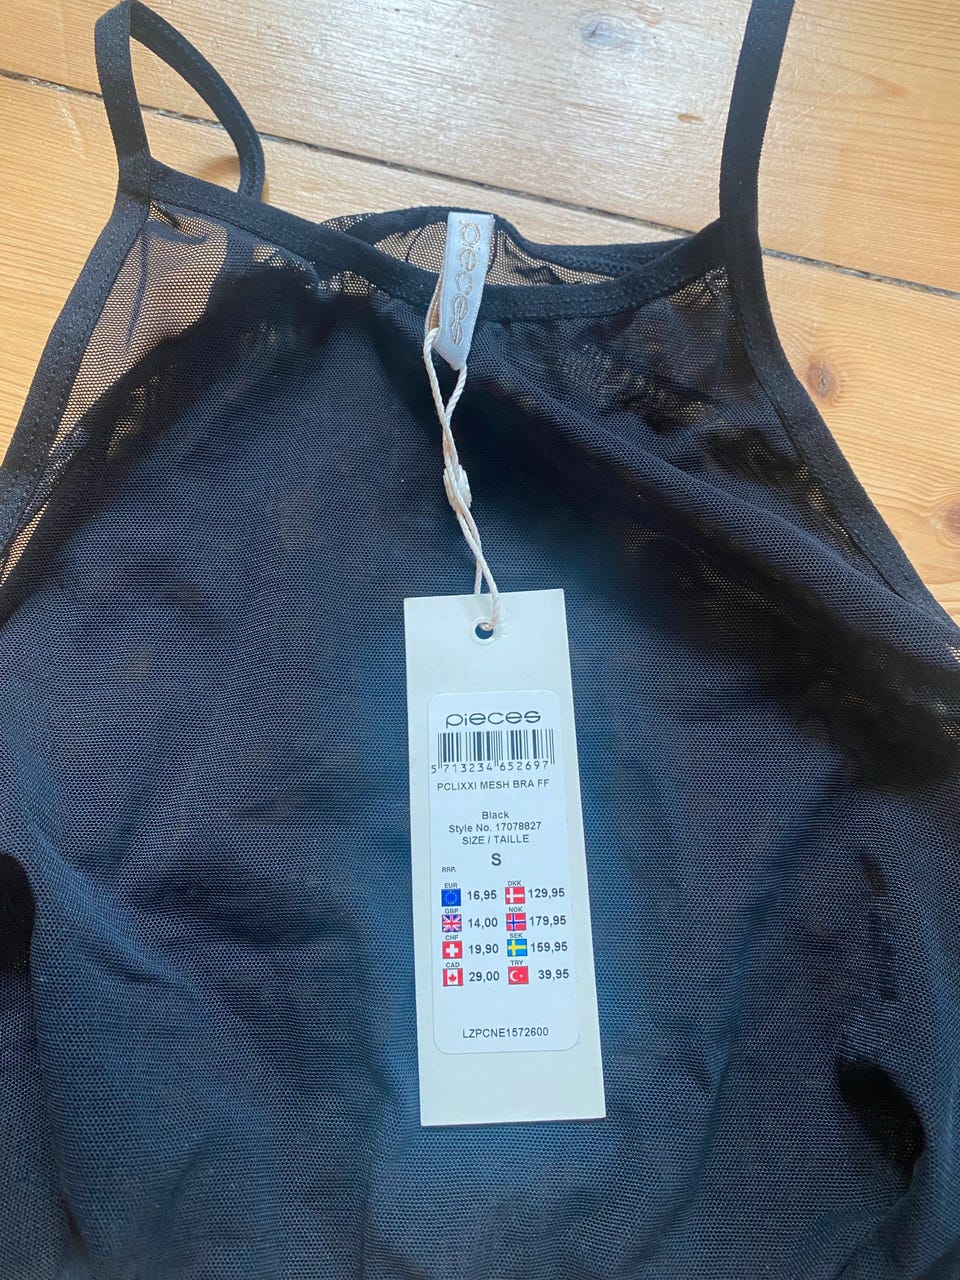 pieces
pieces
5 713234 652697
PCLIXXI MESH BRA FF
Black
Style No. 17078827
SIZE / TAILLE
S
RRP.
EUR 16,95 DKK 129,95
GBP 14,00 NOK 179,95
CHF 19,90 SEK 159,95
CAD 29,00 TRY 39,95
LZPCNE1572600